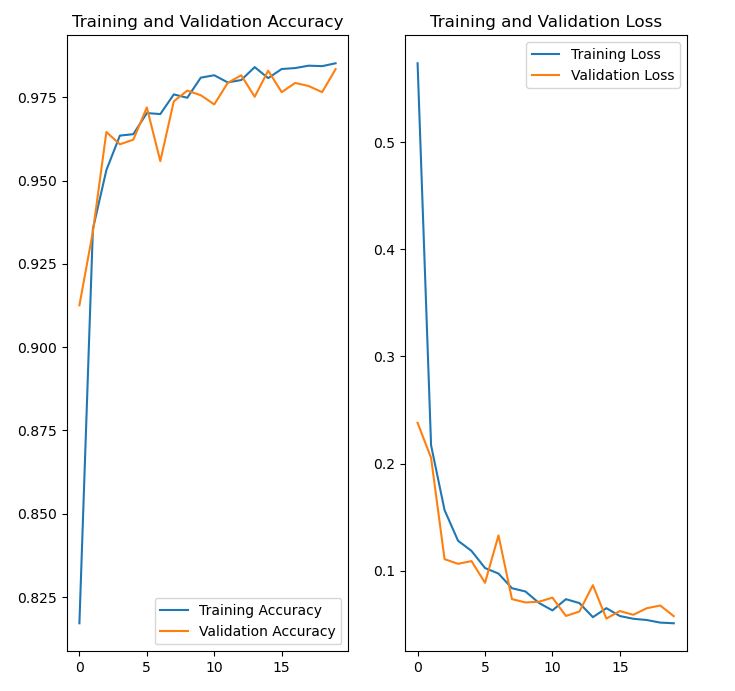 Training and Validation Accuracy
0.975
0.950
0.925
0.900
0.875
0.850
0.825
Training Accuracy
Validation Accuracy
0 5 10 15
Training and Validation Loss
Training Loss
Validation Loss
0.5
0.4
0.3
0.2
0.1
0 5 10 15